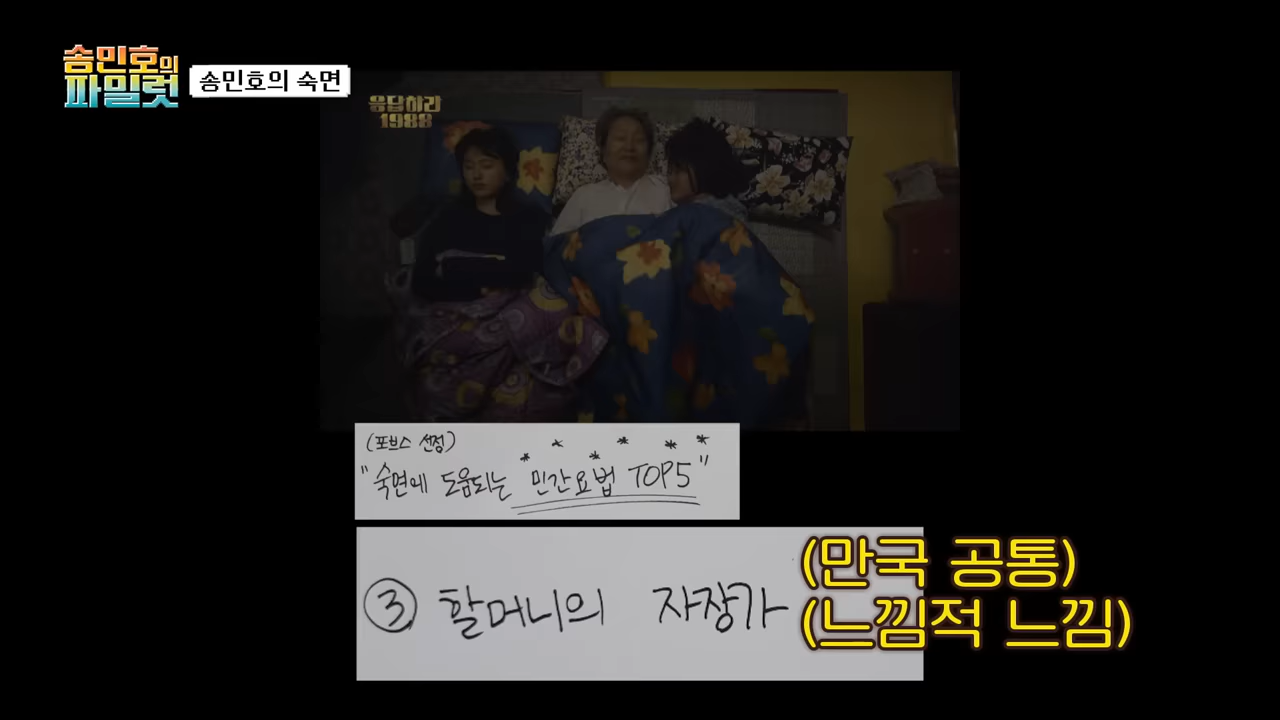 송민호의
파일럿
송민호의 숙면
응답하라
1988
(포브스 선정)
"숙면에 도움되는 민간요법 TOP5"
③ 할머니의 자장가
(만국 공통)
(느낌적 느낌)